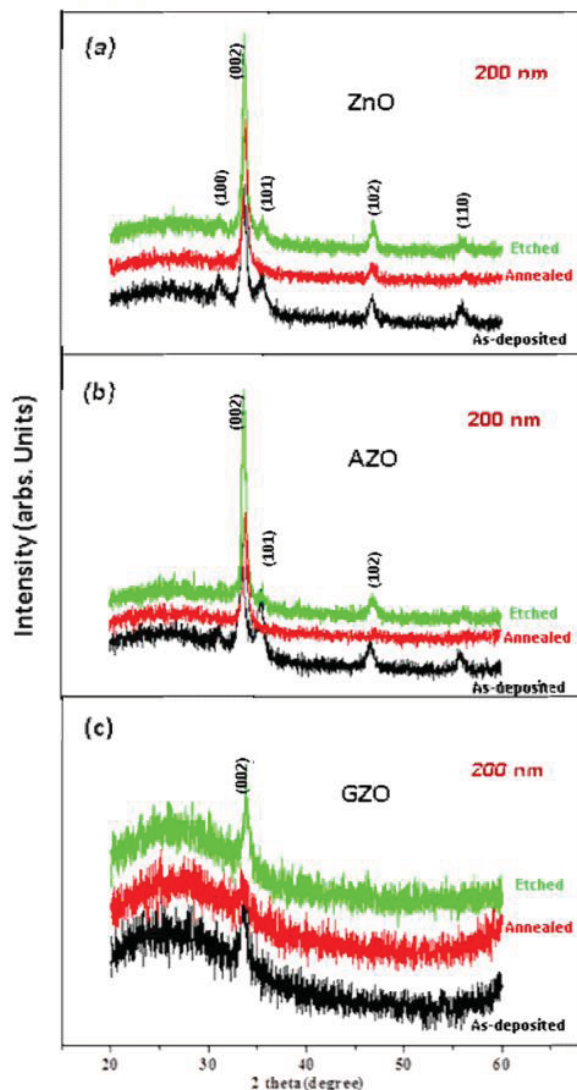 Intensity (arbs. Units)
(a)
(002)
200 nm
ZnO
(100)
(101)
(102)
(110)
Etched
Annealed
As-deposited
(b)
(002)
200 nm
AZO
(101)
(102)
Etched
Annealed
As-deposited
(c)
(002)
200 nm
GZO
Etched
Annealed
As-deposited
20 30 40 50 60
2 theta (degree)